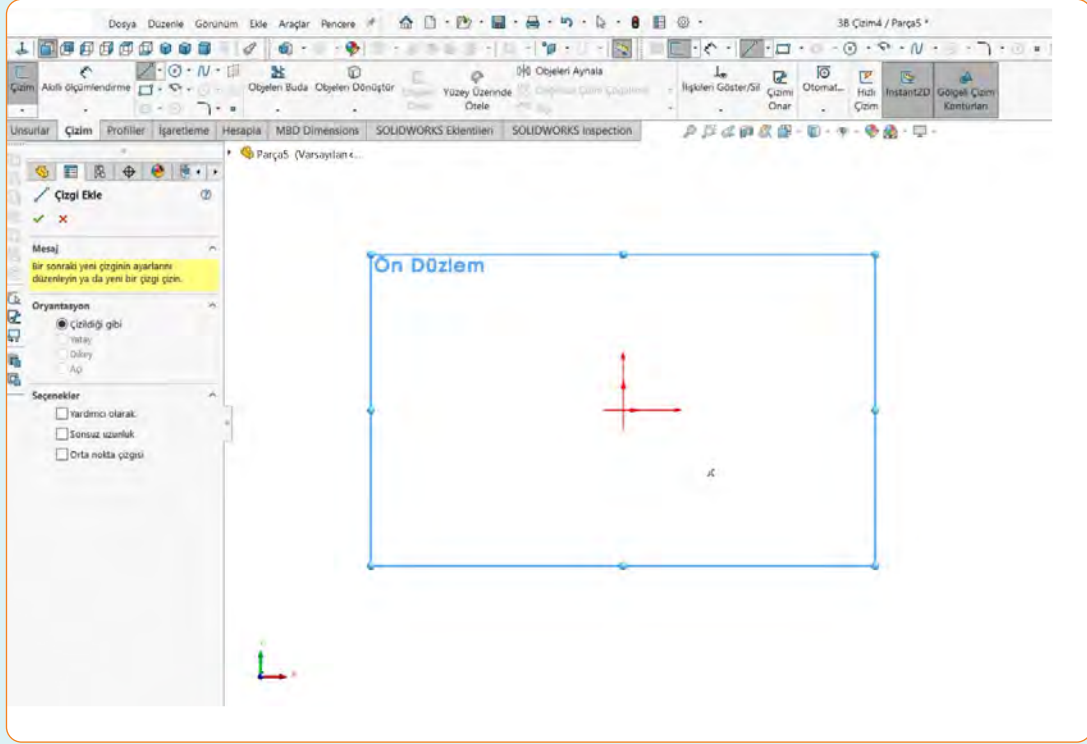 Dosya Düzenle Görünüm Ekle Araçlar Pencere
3B Çizim4 / Parça5 *
Çizim Akıllı ölçümlendirme Objeleri Buda Objeleri Dönüştür Yüzey Üzerinde Ötele Objeleri Aynala İlişkileri Göster/Sil Çizimi Onar Otomat... Hızlı Çizim Instant2D Gölgeli Çizim Konturları
Unsurlar Çizim Profiller İşaretleme Hesapla MBD Dimensions SOLIDWORKS Eklentileri SOLIDWORKS Inspection
Parça5 (Varsayılan <...
Çizgi Ekle
Mesaj
Bir sonraki yeni çizginin ayarlarını
düzenleyin ya da yeni bir çizgi çizin.
Oryantasyon
Çizildiği gibi
Yatay
Dikey
Açı
Seçenekler
Yardımcı olarak
Sonsuz uzunluk
Orta nokta çizgisi
Ön Düzlem